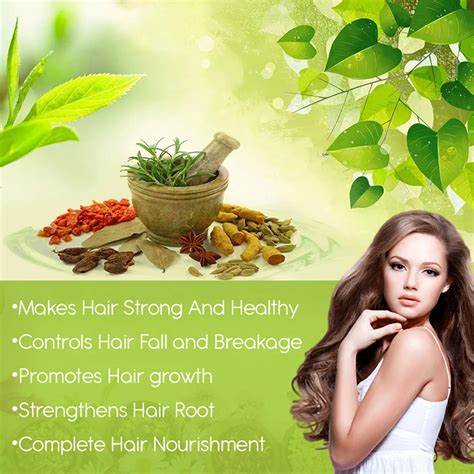 •Makes Hair Strong And Healthy
•Controls Hair Fall and Breakage
•Promotes Hair growth
•Strengthens Hair Root
•Complete Hair Nourishment